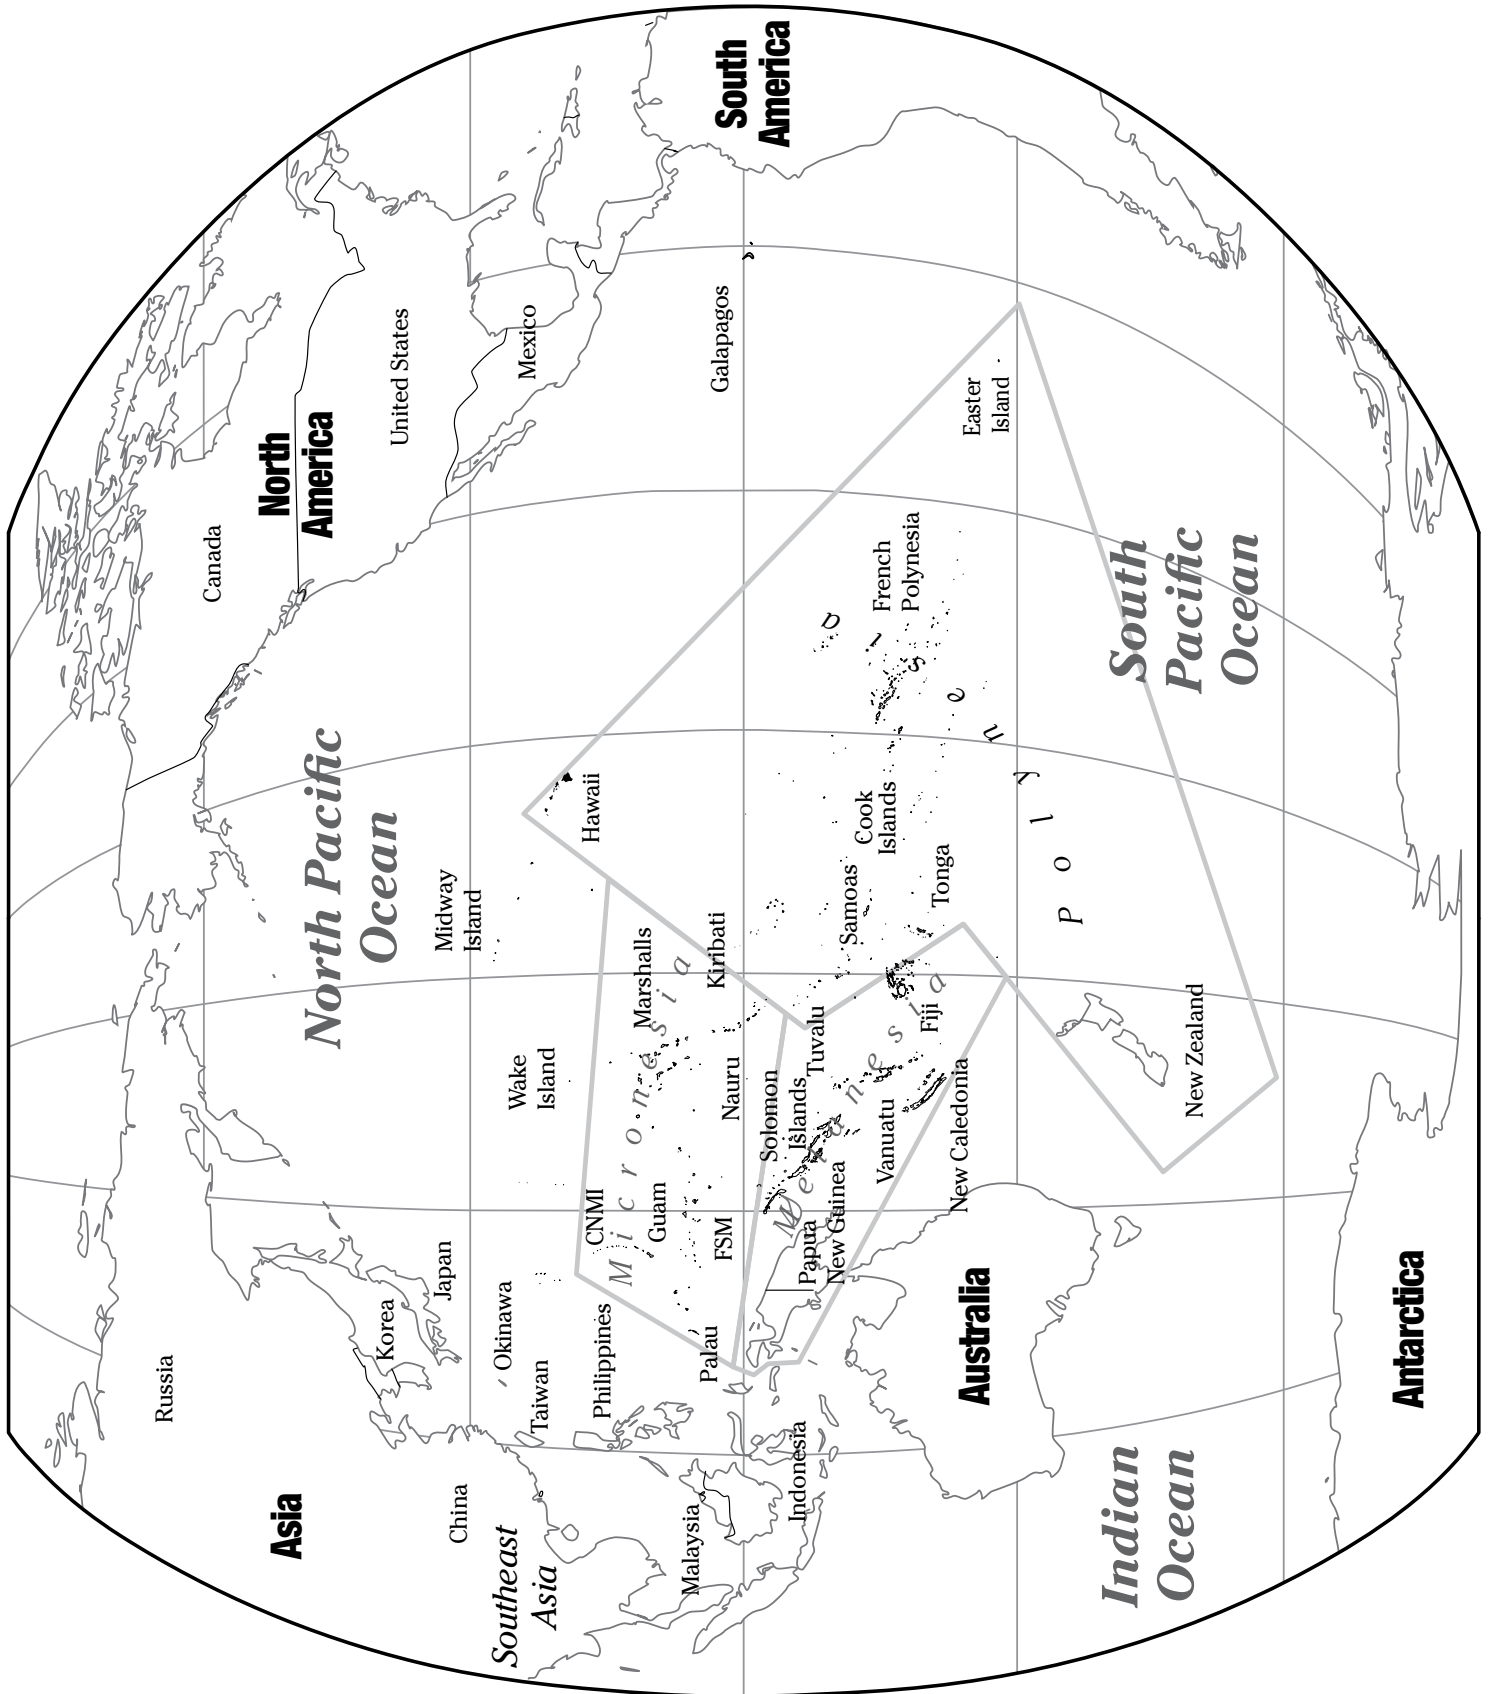 Russia
Canada
Asia
North
America
North Pacific
Ocean
Korea
United States
Japan
China
Midway
Island
Southeast
Asia
Okinawa
Taiwan
Wake
Island
Mexico
Philippines
CNMI
Hawaii
Micronesia
Guam
Marshalls
Malaysia
Palau
FSM
Nauru
Kiribati
Galapagos
South
America
Indonesia
Solomon
Islands
Tuvalu
Melanesia
Papua
New Guinea
Samoas
Cook
Islands
French
Polynesia
Vanuatu
Fiji
Tonga
New Caledonia
Easter
Island
Polynesia
Australia
Indian
Ocean
New Zealand
South
Pacific
Ocean
Antarctica